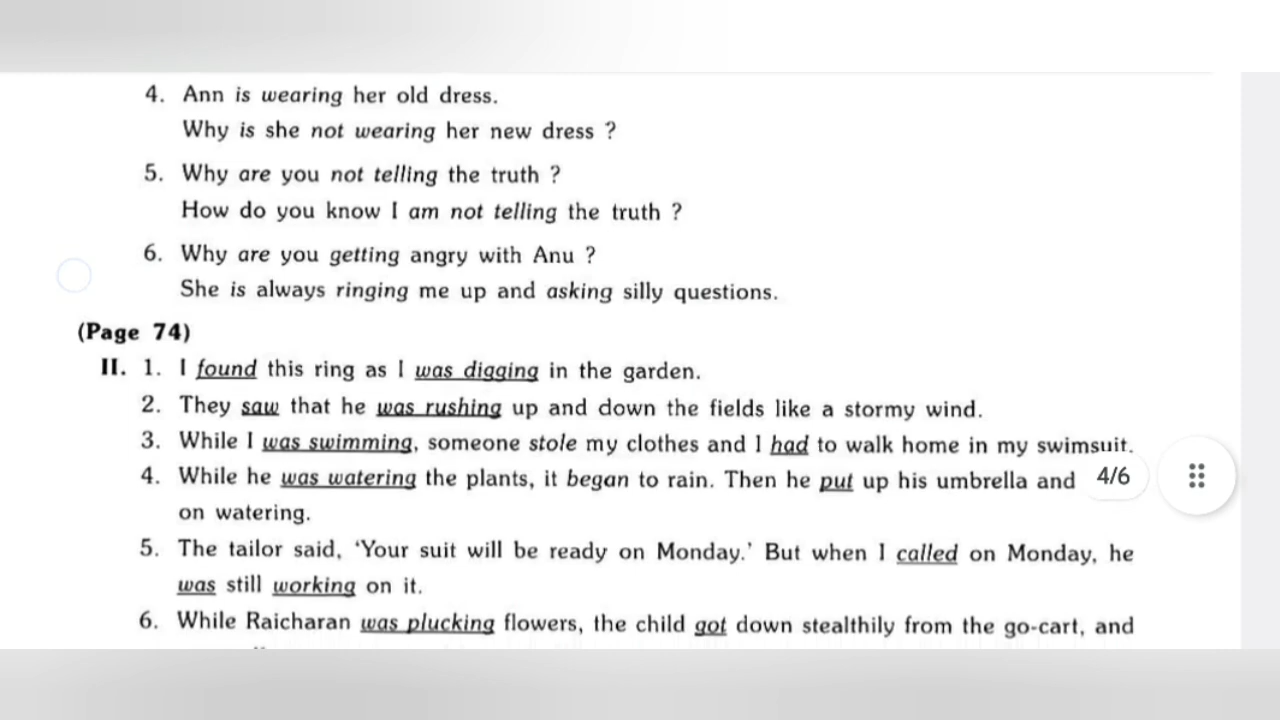 4. Ann is wearing her old dress.
Why is she not wearing her new dress ?
5. Why are you not telling the truth ?
How do you know I am not telling the truth ?
6. Why are you getting angry with Anu ?
She is always ringing me up and asking silly questions.
(Page 74)
II. 1. I found this ring as I was digging in the garden.
2. They saw that he was rushing up and down the fields like a stormy wind.
3. While I was swimming, someone stole my clothes and I had to walk home in my swimsuit.
4. While he was watering the plants, it began to rain. Then he put up his umbrella and
4/6
on watering.
5. The tailor said, ‘Your suit will be ready on Monday.’ But when I called on Monday, he
was still working on it.
6. While Raicharan was plucking flowers, the child got down stealthily from the go-cart, and